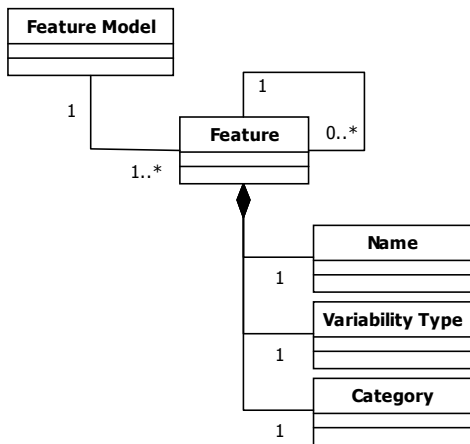 Feature Model
1
1
Feature
0..*
1..*
Name
1
Variability Type
1
Category
1